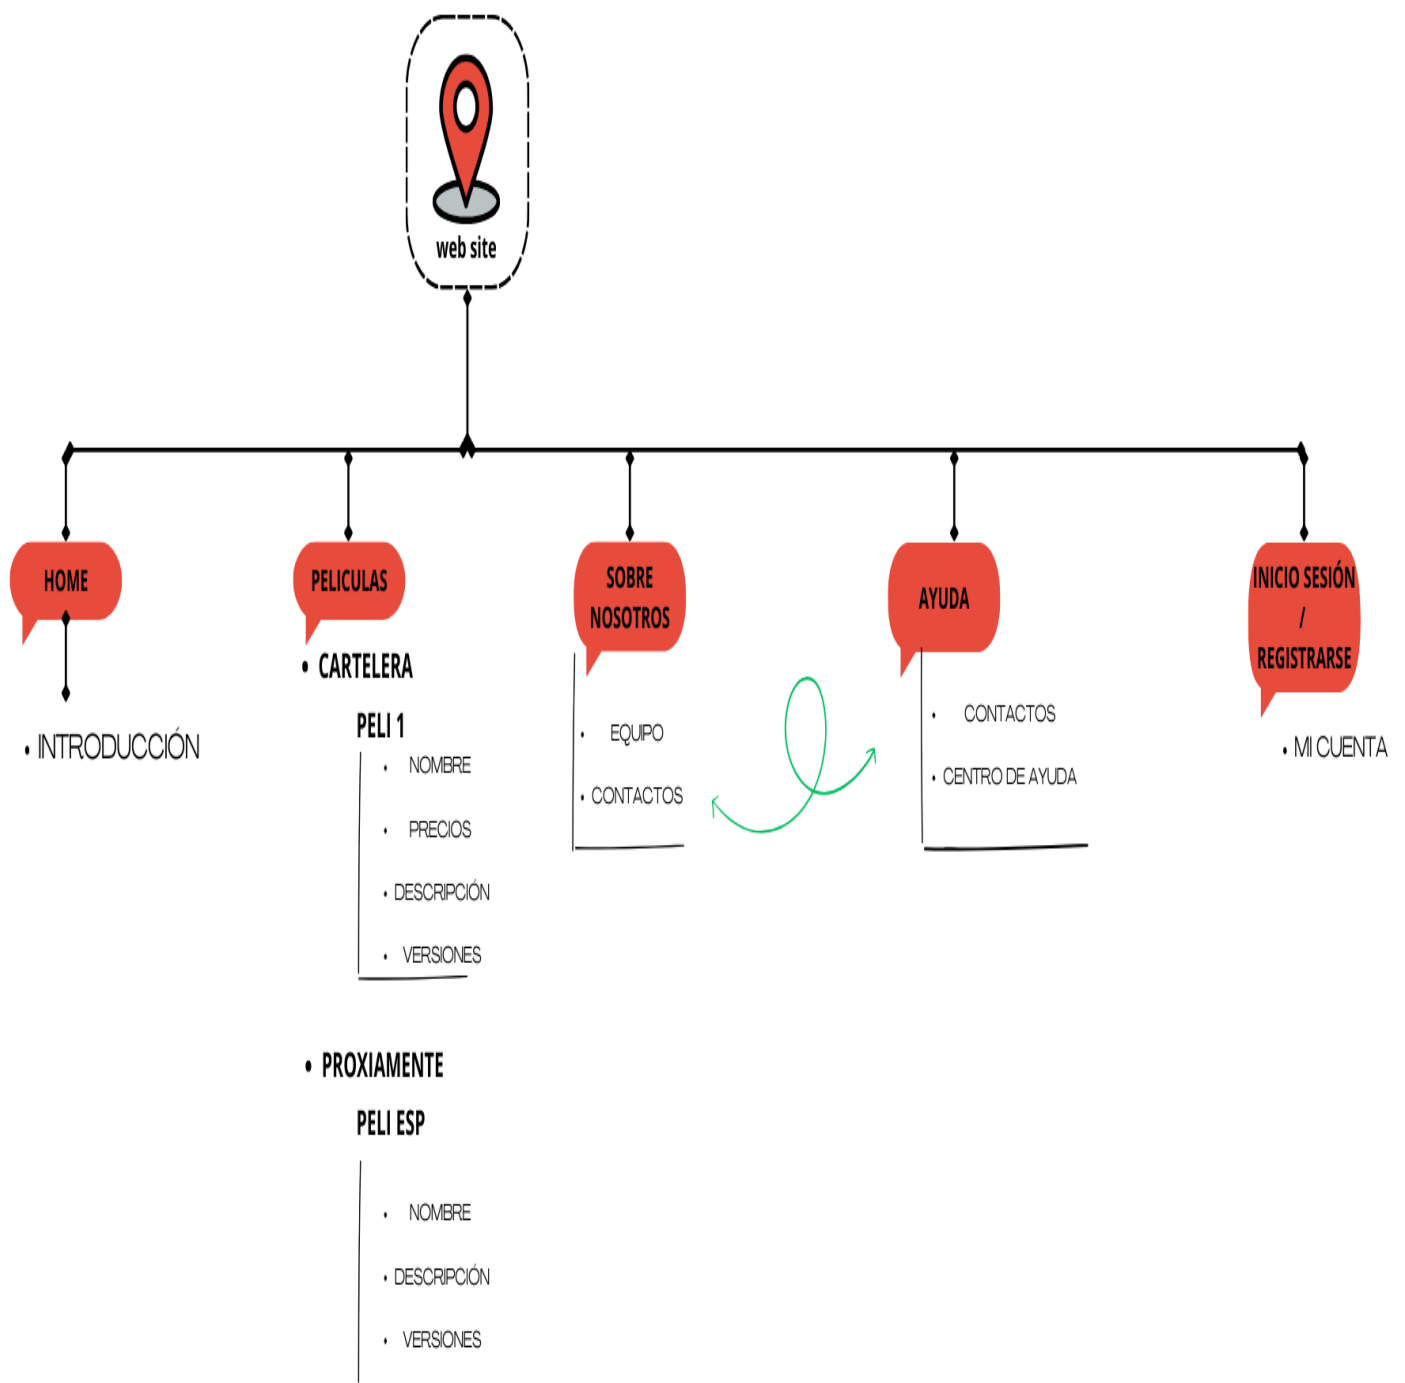 web site
HOME
• INTRODUCCIÓN
PELICULAS
• CARTELERA
PELI 1
• NOMBRE
• PRECIOS
• DESCRIPCIÓN
• VERSIONES
• PROXIAMENTE
PELI ESP
• NOMBRE
• DESCRIPCIÓN
• VERSIONES
SOBRE
NOSOTROS
• EQUIPO
• CONTACTOS
AYUDA
• CONTACTOS
• CENTRO DE AYUDA
INICIO SESIÓN
/
REGISTRARSE
• MI CUENTA